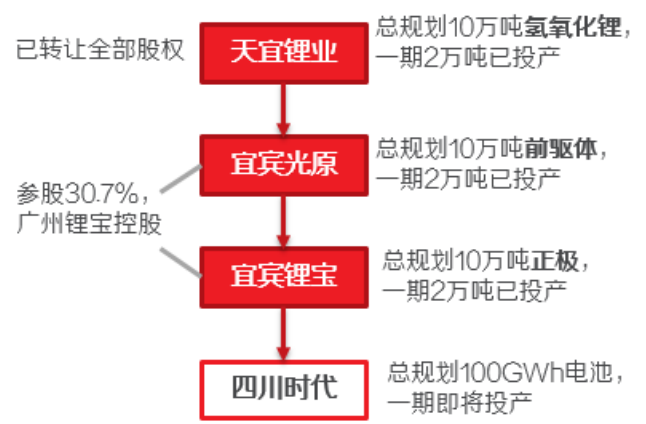 已转让全部股权
天宜锂业
总规划10万吨氢氧化锂，
一期2万吨已投产
宜宾光原
总规划10万吨前驱体，
一期2万吨已投产
参股30.7%，
广州锂宝控股
宜宾锂宝
总规划10万吨正极，
一期2万吨已投产
四川时代
总规划100GWh电池，
一期即将投产